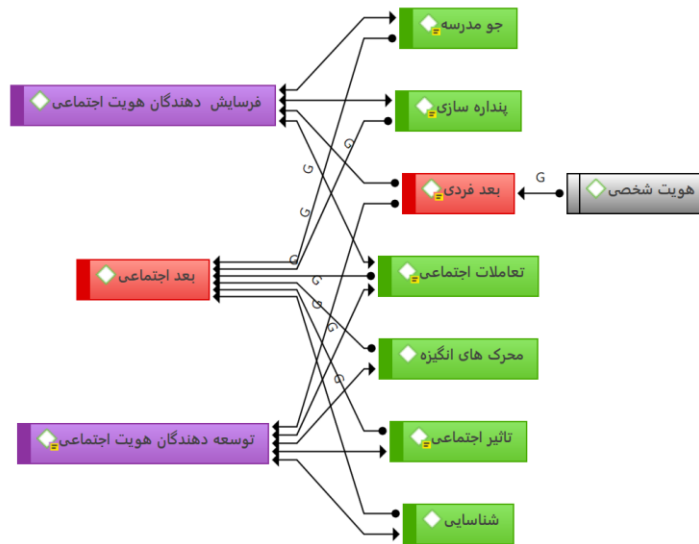 جو مدرسه
فرسایش دهندگان هویت اجتماعی
پنداره سازی
G
G
هویت شخصی
G
بعد فردی
G
بعد اجتماعی
G
تعاملات اجتماعی
G
G
G
محرک های انگیزه
G
توسعه دهندگان هویت اجتماعی
تاثیر اجتماعی
شناسایی